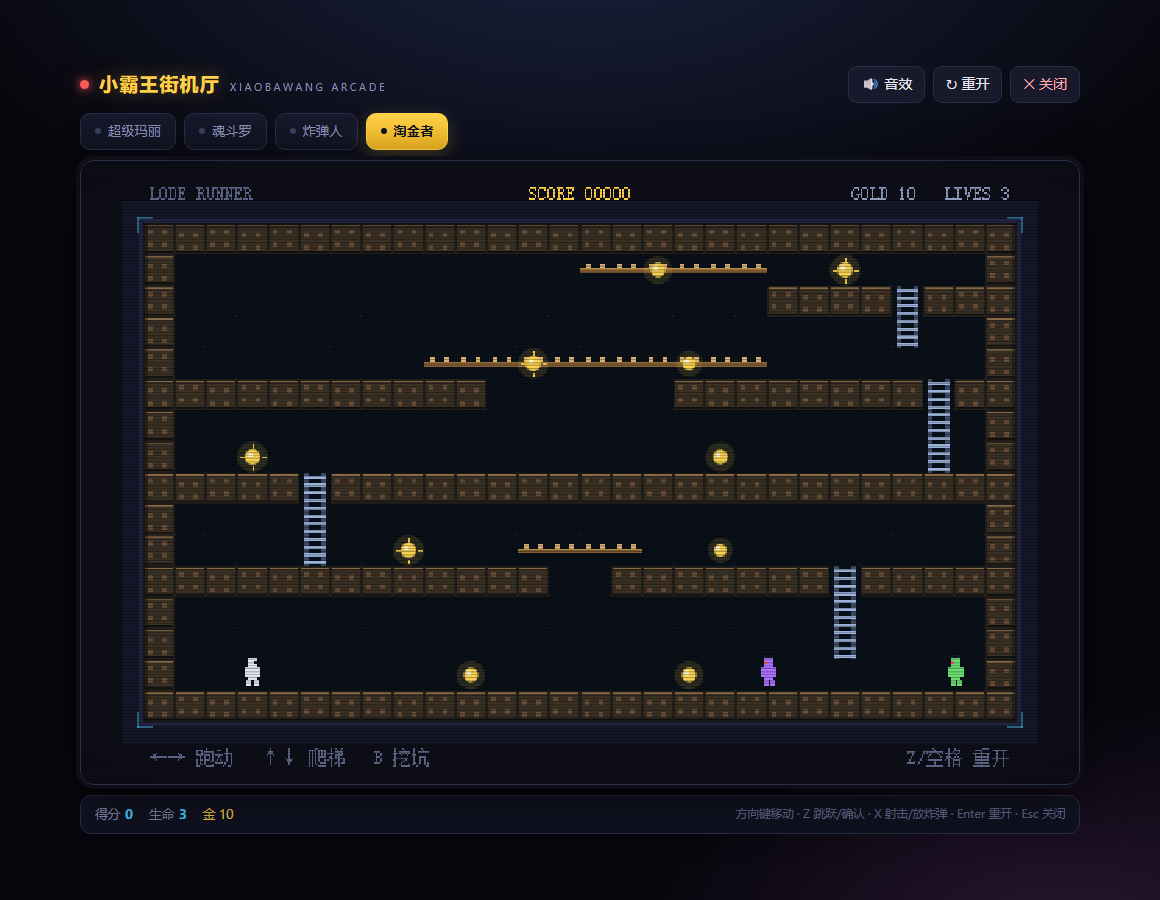 小霸王街机厅 XIAOBAWANG ARCADE 音效 ↻ 重开 ✕ 关闭
超级玛丽 魂斗罗 炸弹人 淘金者
LODE RUNNER SCORE 00000 GOLD 10 LIVES 3
←→ 跑动 ↑↓ 爬梯 B 挖坑 Z/空格 重开
得分 0 生命 3 金 10 方向键移动 · Z 跳跃/确认 · X 射击/放炸弹 · Enter 重开 · Esc 关闭